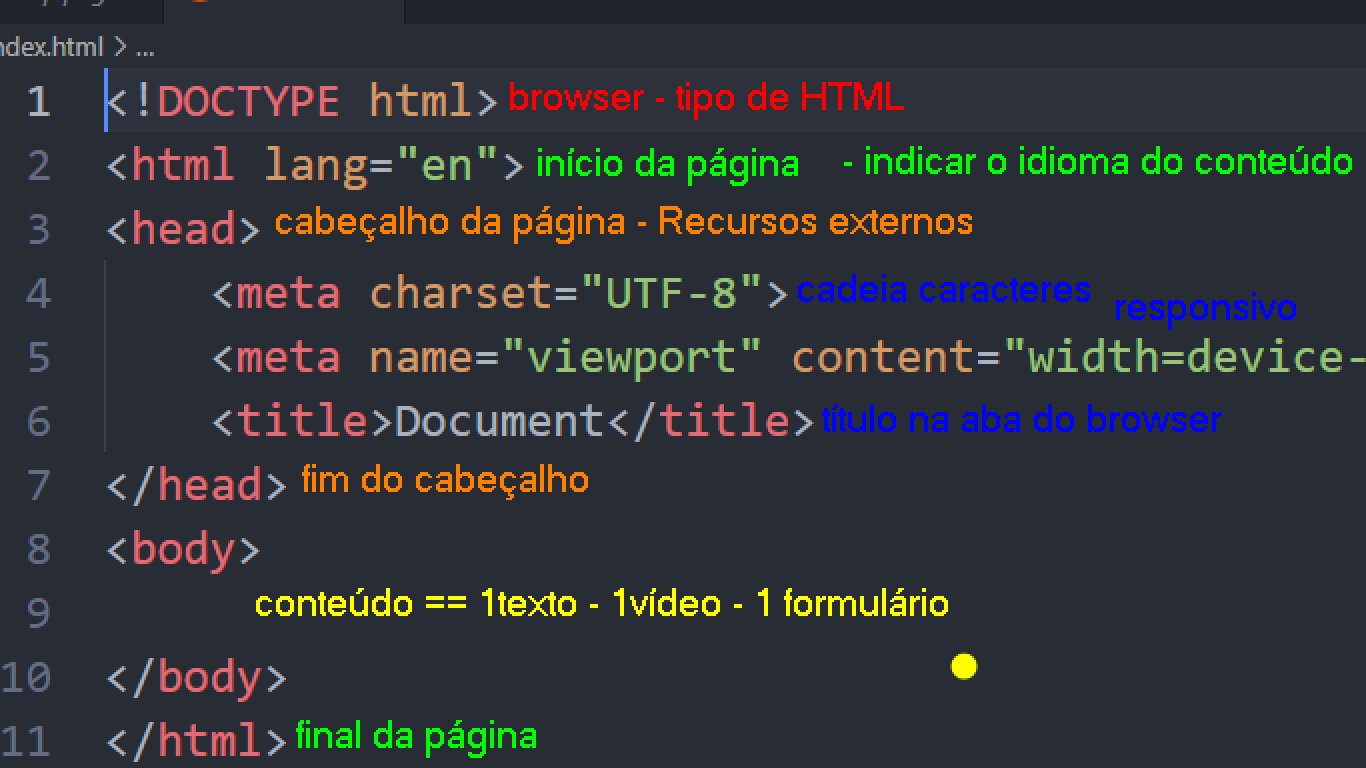 ndex.html > ...
1 <!DOCTYPE html> browser - tipo de HTML
2 <html lang="en"> início da página - indicar o idioma do conteúdo
3 <head> cabeçalho da página - Recursos externos
4 <meta charset="UTF-8"> cadeia caracteres responsivo
5 <meta name="viewport" content="width=device-
6 <title>Document</title> título na aba do browser
7 </head> fim do cabeçalho
8 <body>
9 conteúdo == 1texto - 1vídeo - 1 formulário
10 </body>
11 </html> final da página